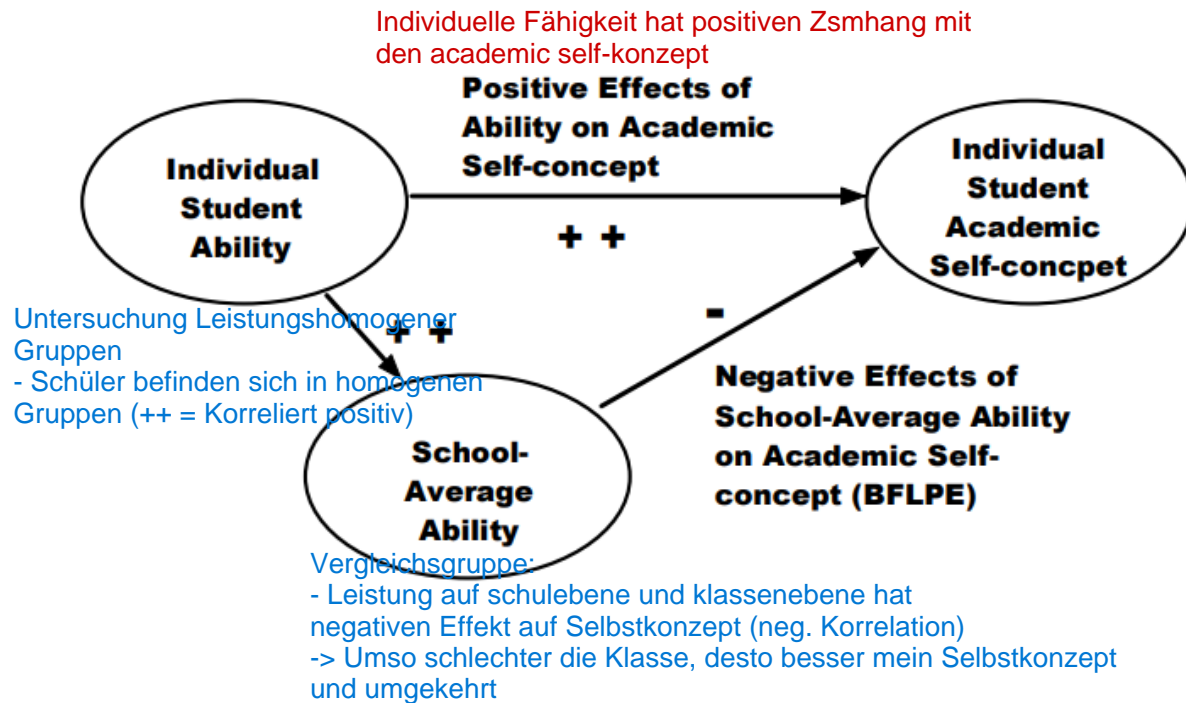 Individuelle Fähigkeit hat positiven Zsmhang mit
den academic self-konzept
Positive Effects of
Ability on Academic
Self-concept
Individual
Student
Ability
+ +
Individual
Student
Academic
Self-concpet
Untersuchung Leistungshomogener
Gruppen
- Schüler befinden sich in homogenen
Gruppen (++ = Korreliert positiv)
+ +
-
Negative Effects of
School-Average Ability
on Academic Self-
concept (BFLPE)
School-
Average
Ability
Vergleichsgruppe:
- Leistung auf schulebene und klassenebene hat
negativen Effekt auf Selbstkonzept (neg. Korrelation)
-> Umso schlechter die Klasse, desto besser mein Selbstkonzept
und umgekehrt